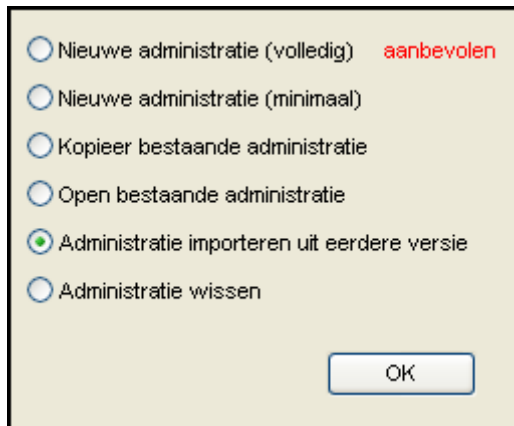 Nieuwe administratie (volledig) aanbevolen
Nieuwe administratie (minimaal)
Kopieer bestaande administratie
Open bestaande administratie
Administratie importeren uit eerdere versie
Administratie wissen
OK